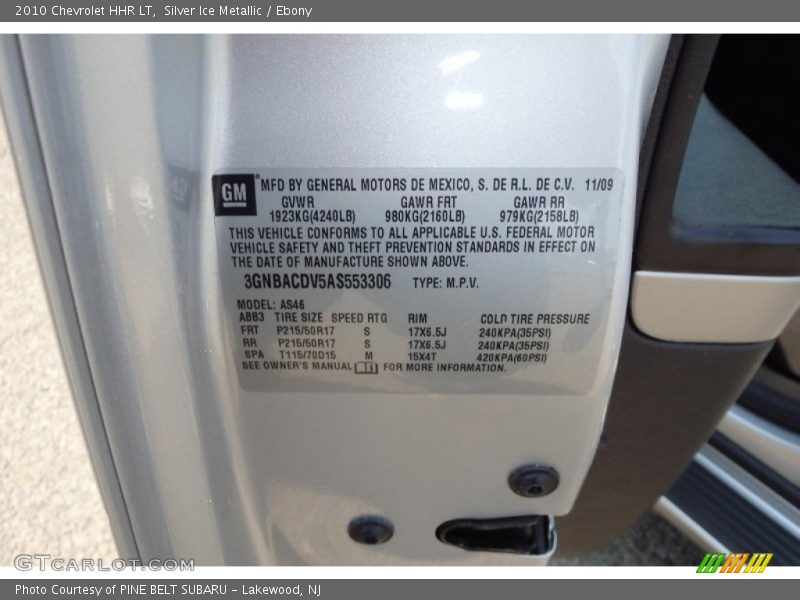 2010 Chevrolet HHR LT,  Silver Ice Metallic / Ebony
GM MFD BY GENERAL MOTORS DE MEXICO, S. DE R.L. DE C.V. 11/09
GVWR GAWR FRT GAWR RR
1923KG(4240LB) 980KG(2160LB) 979KG(2158LB)
THIS VEHICLE CONFORMS TO ALL APPLICABLE U.S. FEDERAL MOTOR
VEHICLE SAFETY AND THEFT PREVENTION STANDARDS IN EFFECT ON
THE DATE OF MANUFACTURE SHOWN ABOVE.
3GNBACDV5AS553306 TYPE: M.P.V.
MODEL: AS46
ABB3 TIRE SIZE SPEED RTG RIM COLD TIRE PRESSURE
FRT P215/50R17 S 17X6.5J 240KPA(35PSI)
RR P215/50R17 S 17X6.5J 240KPA(35PSI)
SPA T115/70D15 M 15X4T 420KPA(60PSI)
SEE OWNER'S MANUAL FOR MORE INFORMATION.
GTCarLot.com
Photo Courtesy of PINE BELT SUBARU - Lakewood, NJ